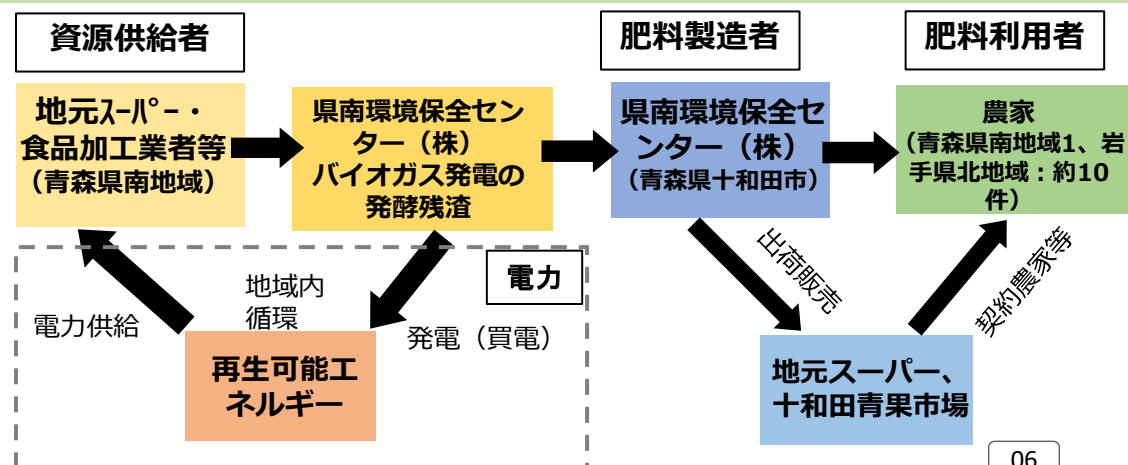 資源供給者
肥料製造者
肥料利用者
地元ｽｰﾊﾟｰ・
食品加工業者等
（青森県南地域）
県南環境保全セン
ター（株）
バイオガス発電の
発酵残渣
県南環境保全セ
ンター（株）
（青森県十和田市）
農家
（青森県南地域1、岩
手県北地域：約10
件）
電力
地域内
循環
電力供給
発電（買電）
再生可能エ
ネルギー
出荷販売
契約農家等
地元スーパー、
十和田青果市場
06